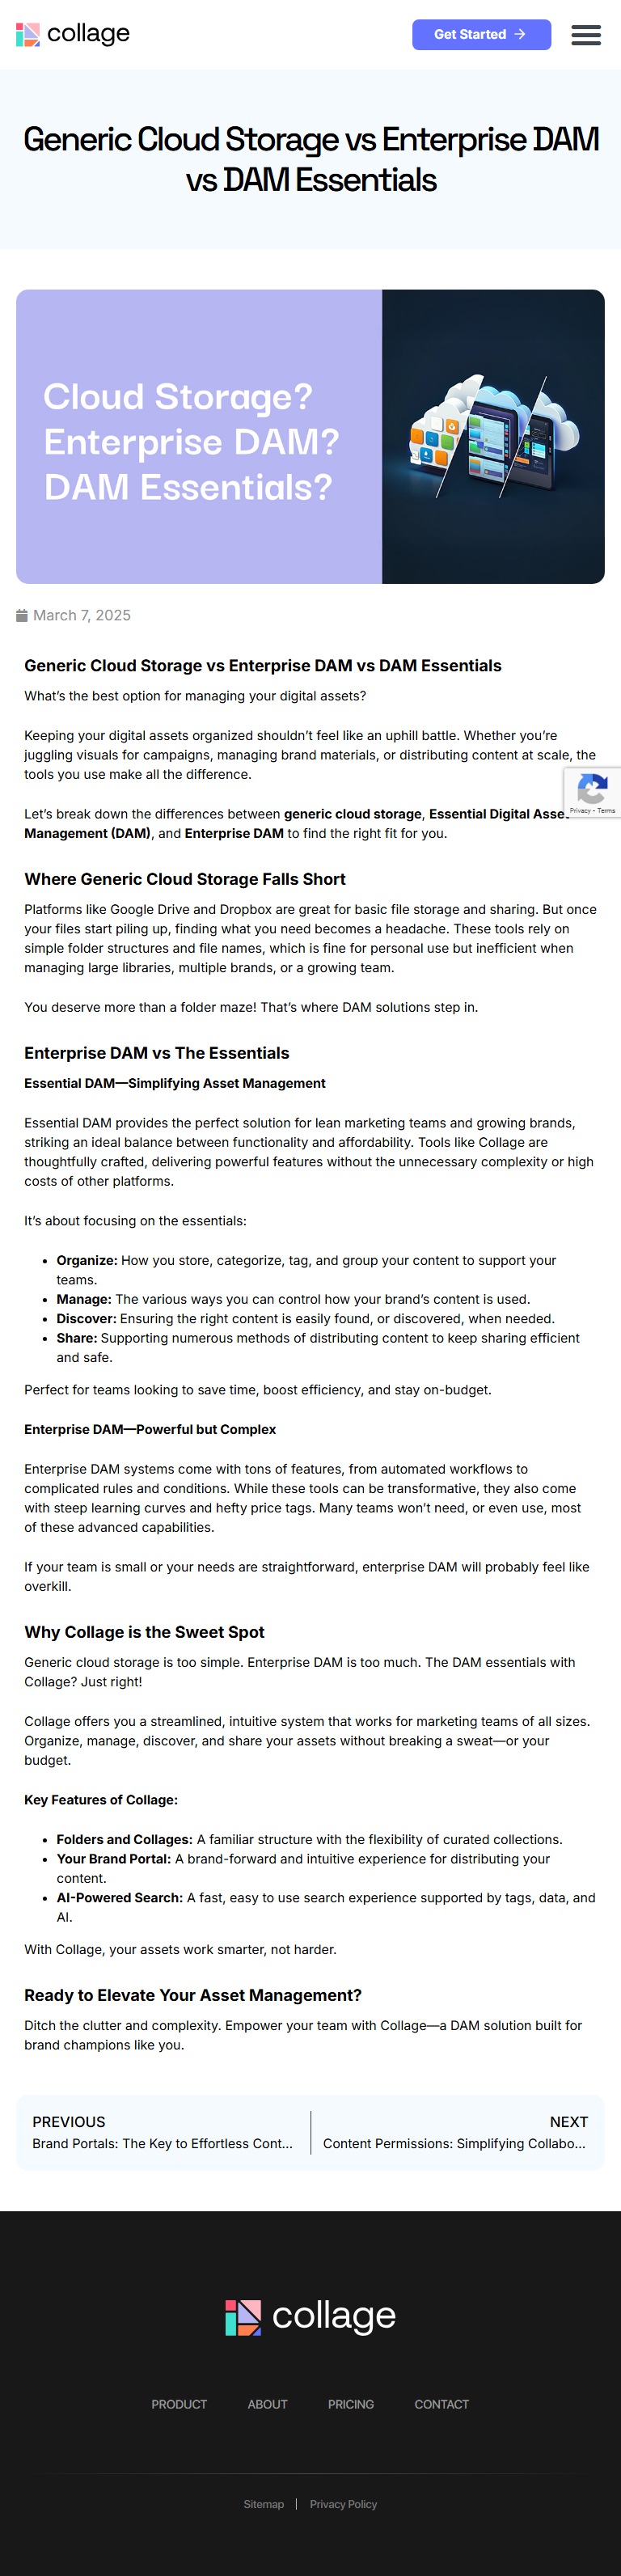 collage
Get Started →
Generic Cloud Storage vs Enterprise DAM
vs DAM Essentials
Cloud Storage?
Enterprise DAM?
DAM Essentials?
March 7, 2025
Generic Cloud Storage vs Enterprise DAM vs DAM Essentials
What’s the best option for managing your digital assets?
Keeping your digital assets organized shouldn’t feel like an uphill battle. Whether you’re
juggling visuals for campaigns, managing brand materials, or distributing content at scale, the
tools you use make all the difference.
Let’s break down the differences between generic cloud storage, Essential Digital Asset
Management (DAM), and Enterprise DAM to find the right fit for you.
Privacy - Terms
Where Generic Cloud Storage Falls Short
Platforms like Google Drive and Dropbox are great for basic file storage and sharing. But once
your files start piling up, finding what you need becomes a headache. These tools rely on
simple folder structures and file names, which is fine for personal use but inefficient when
managing large libraries, multiple brands, or a growing team.
You deserve more than a folder maze! That’s where DAM solutions step in.
Enterprise DAM vs The Essentials
Essential DAM—Simplifying Asset Management
Essential DAM provides the perfect solution for lean marketing teams and growing brands,
striking an ideal balance between functionality and affordability. Tools like Collage are
thoughtfully crafted, delivering powerful features without the unnecessary complexity or high
costs of other platforms.
It’s about focusing on the essentials:
• Organize: How you store, categorize, tag, and group your content to support your
teams.
• Manage: The various ways you can control how your brand’s content is used.
• Discover: Ensuring the right content is easily found, or discovered, when needed.
• Share: Supporting numerous methods of distributing content to keep sharing efficient
and safe.
Perfect for teams looking to save time, boost efficiency, and stay on-budget.
Enterprise DAM—Powerful but Complex
Enterprise DAM systems come with tons of features, from automated workflows to
complicated rules and conditions. While these tools can be transformative, they also come
with steep learning curves and hefty price tags. Many teams won’t need, or even use, most
of these advanced capabilities.
If your team is small or your needs are straightforward, enterprise DAM will probably feel like
overkill.
Why Collage is the Sweet Spot
Generic cloud storage is too simple. Enterprise DAM is too much. The DAM essentials with
Collage? Just right!
Collage offers you a streamlined, intuitive system that works for marketing teams of all sizes.
Organize, manage, discover, and share your assets without breaking a sweat—or your
budget.
Key Features of Collage:
• Folders and Collages: A familiar structure with the flexibility of curated collections.
• Your Brand Portal: A brand-forward and intuitive experience for distributing your
content.
• AI-Powered Search: A fast, easy to use search experience supported by tags, data, and
AI.
With Collage, your assets work smarter, not harder.
Ready to Elevate Your Asset Management?
Ditch the clutter and complexity. Empower your team with Collage—a DAM solution built for
brand champions like you.
PREVIOUS
Brand Portals: The Key to Effortless Cont...
NEXT
Content Permissions: Simplifying Collabo...
collage
PRODUCT ABOUT PRICING CONTACT
Sitemap | Privacy Policy